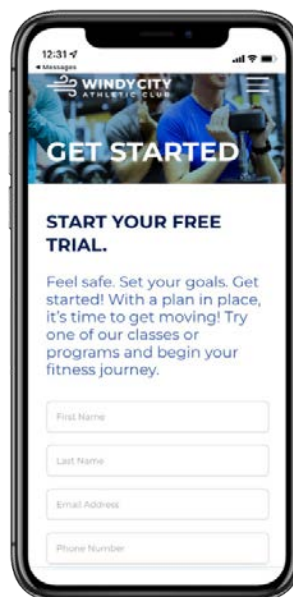 12:31
Messages
WINDYCITY
ATHLETIC CLUB
GET STARTED
START YOUR FREE
TRIAL.
Feel safe. Set your goals. Get
started! With a plan in place,
it's time to get moving! Try
one of our classes or
programs and begin your
fitness journey.
First Name
Last Name
Email Address
Phone Number